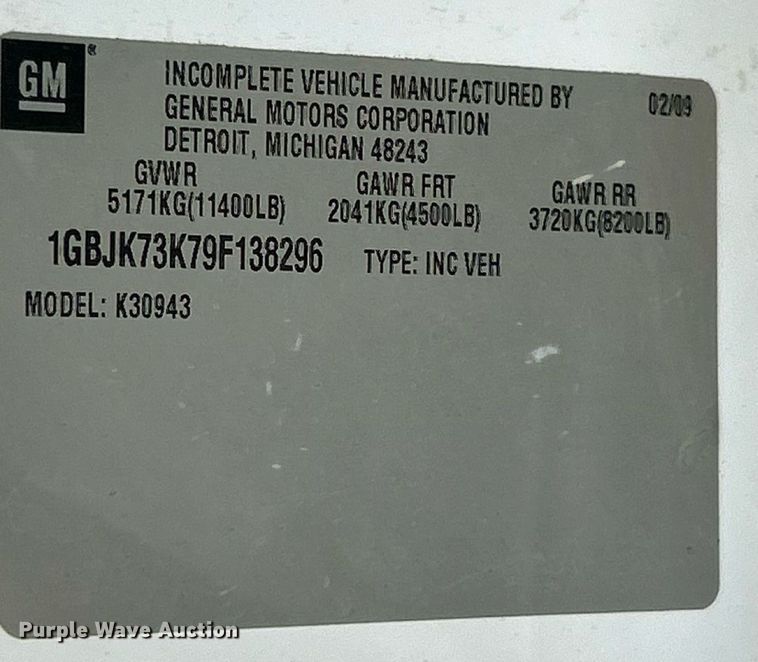 GM®
INCOMPLETE VEHICLE MANUFACTURED BY 02/09
GENERAL MOTORS CORPORATION
DETROIT, MICHIGAN 48243
GVWR GAWR FRT GAWR RR
5171KG(11400LB) 2041KG(4500LB) 3720KG(8200LB)
1GBJK73K79F138296 TYPE: INC VEH
MODEL: K30943
Purple Wave Auction